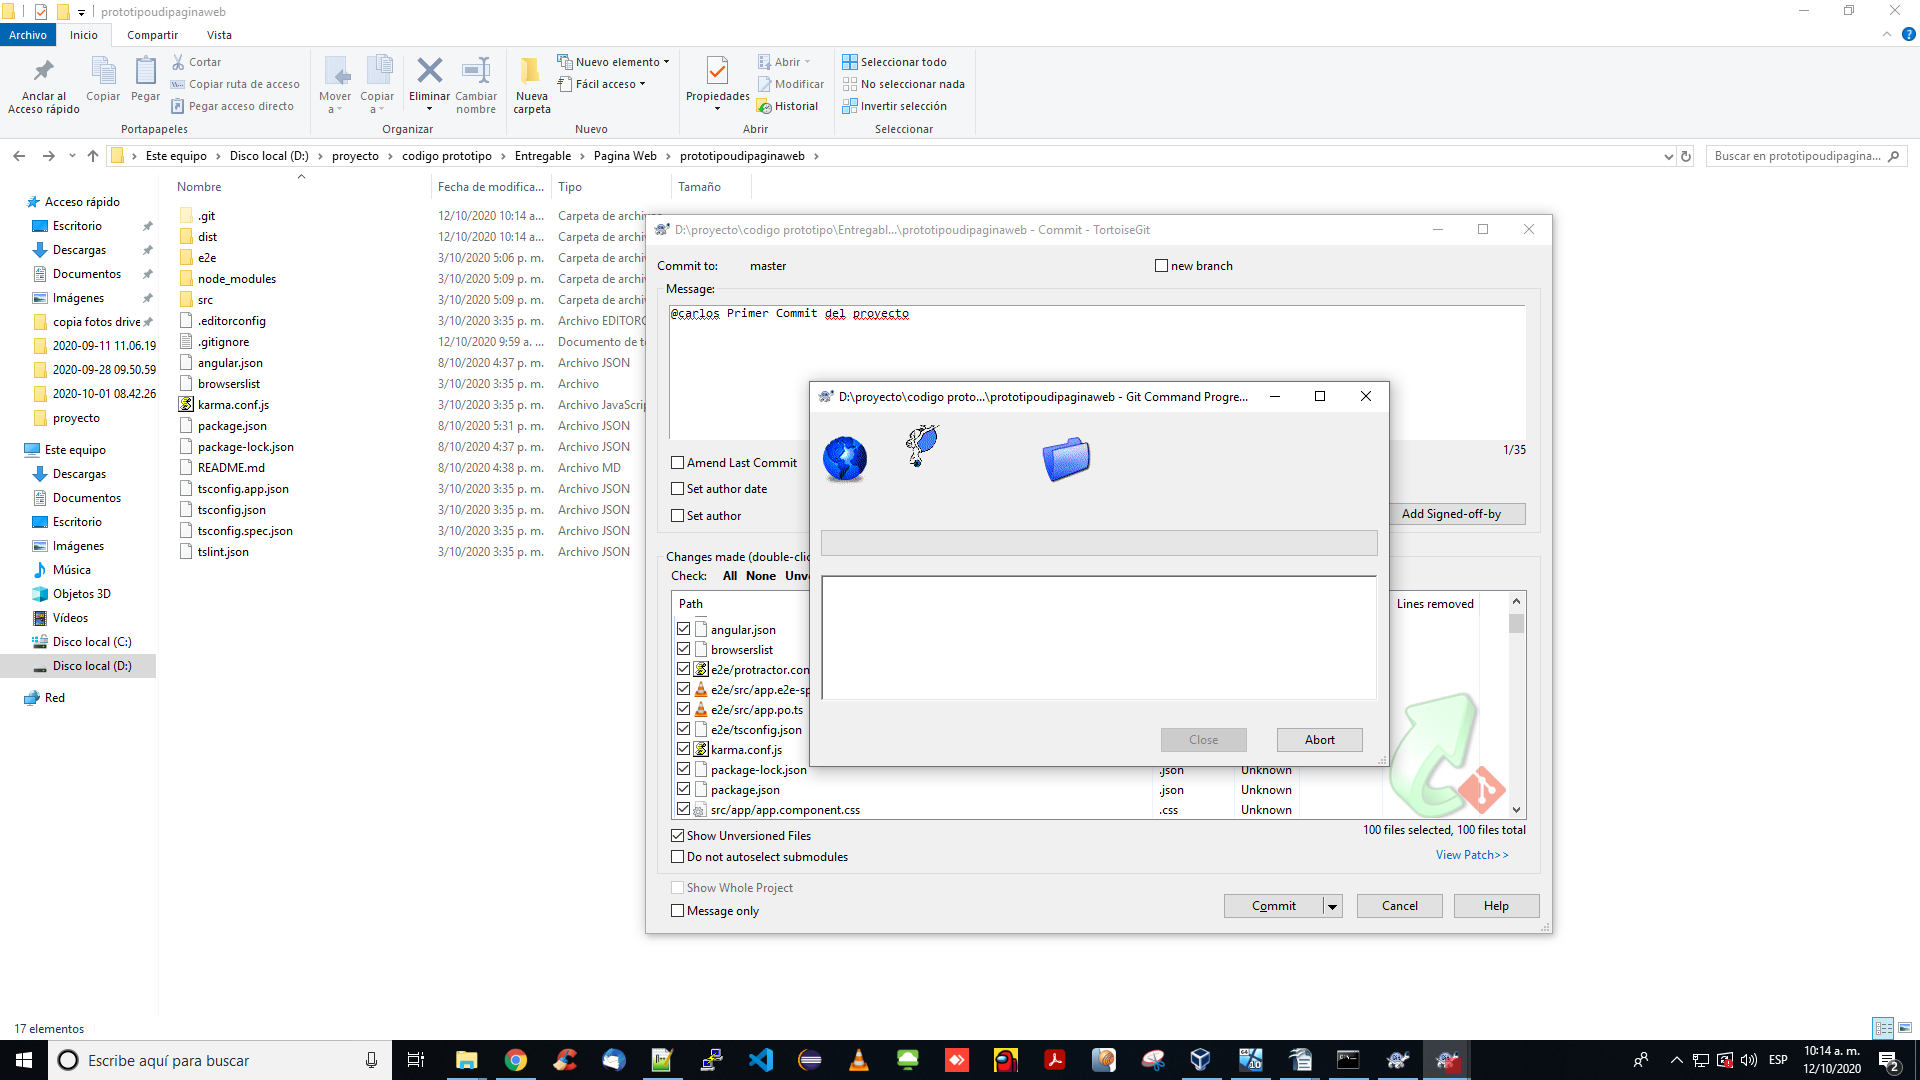 prototipoudipaginaweb
Archivo
Inicio
Compartir
Vista
Anclar al
Acceso rápido
Copiar
Pegar
Cortar
Copiar ruta de acceso
Pegar acceso directo
Portapapeles
Mover
a
Copiar
a
Eliminar
Cambiar
nombre
Organizar
Nueva
carpeta
Nuevo elemento
Fácil acceso
Nuevo
Propiedades
Abrir
Modificar
Historial
Abrir
Seleccionar todo
No seleccionar nada
Invertir selección
Seleccionar
Este equipo > Disco local (D:) > proyecto > codigo prototipo > Entregable > Pagina Web > prototipoudipaginaweb >
Buscar en prototipoudipagina...
Nombre Fecha de modifica... Tipo Tamaño
Acceso rápido
Escritorio
Descargas
Documentos
Imágenes
copia fotos drive
2020-09-11 11.06.19
2020-09-28 09.50.59
2020-10-01 08.42.26
proyecto
Este equipo
Descargas
Documentos
Escritorio
Imágenes
Música
Objetos 3D
Vídeos
Disco local (C:)
Disco local (D:)
Red
.git 12/10/2020 10:14 a... Carpeta de archivos
dist 12/10/2020 10:14 a... Carpeta de archi
e2e 3/10/2020 5:06 p. m. Carpeta de archi
node_modules 3/10/2020 5:09 p. m. Carpeta de archi
src 3/10/2020 5:09 p. m. Carpeta de archi
.editorconfig 3/10/2020 3:35 p. m. Archivo EDITORC
.gitignore 12/10/2020 9:59 a. ... Documento de te
angular.json 8/10/2020 4:37 p. m. Archivo JSON
browserslist 3/10/2020 3:35 p. m. Archivo
karma.conf.js 3/10/2020 3:35 p. m. Archivo JavaScrip
package.json 8/10/2020 5:31 p. m. Archivo JSON
package-lock.json 8/10/2020 4:37 p. m. Archivo JSON
README.md 8/10/2020 4:38 p. m. Archivo MD
tsconfig.app.json 3/10/2020 3:35 p. m. Archivo JSON
tsconfig.json 3/10/2020 3:35 p. m. Archivo JSON
tsconfig.spec.json 3/10/2020 3:35 p. m. Archivo JSON
tslint.json 3/10/2020 3:35 p. m. Archivo JSON
D:\proyecto\codigo prototipo\Entregabl...\prototipoudipaginaweb - Commit - TortoiseGit
Commit to: master
new branch
Message:
@carlos Primer Commit del proyecto
1/35
Amend Last Commit
Set author date
Set author
Add Signed-off-by
D:\proyecto\codigo proto...\prototipoudipaginaweb - Git Command Progre...
Close
Abort
Changes made (double-clic
Check: All None Unve
Path
Lines removed
angular.json
browserslist
e2e/protractor.con
e2e/src/app.e2e-sp
e2e/src/app.po.ts
e2e/tsconfig.json
karma.conf.js
package-lock.json .json Unknown
package.json .json Unknown
src/app/app.component.css .css Unknown
Show Unversioned Files
100 files selected, 100 files total
Do not autoselect submodules
View Patch>>
Show Whole Project
Message only
Commit
Cancel
Help
17 elementos
Escribe aquí para buscar
ESP
10:14 a. m.
12/10/2020
2